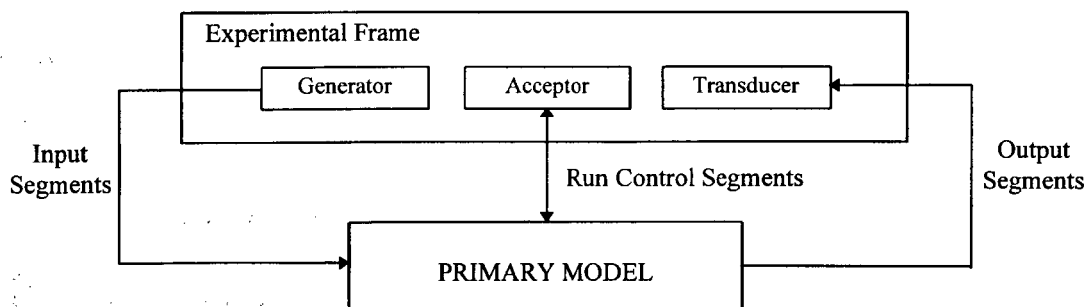 Experimental Frame
Generator
Acceptor
Transducer
Input
Segments
Run Control Segments
Output
Segments
PRIMARY MODEL